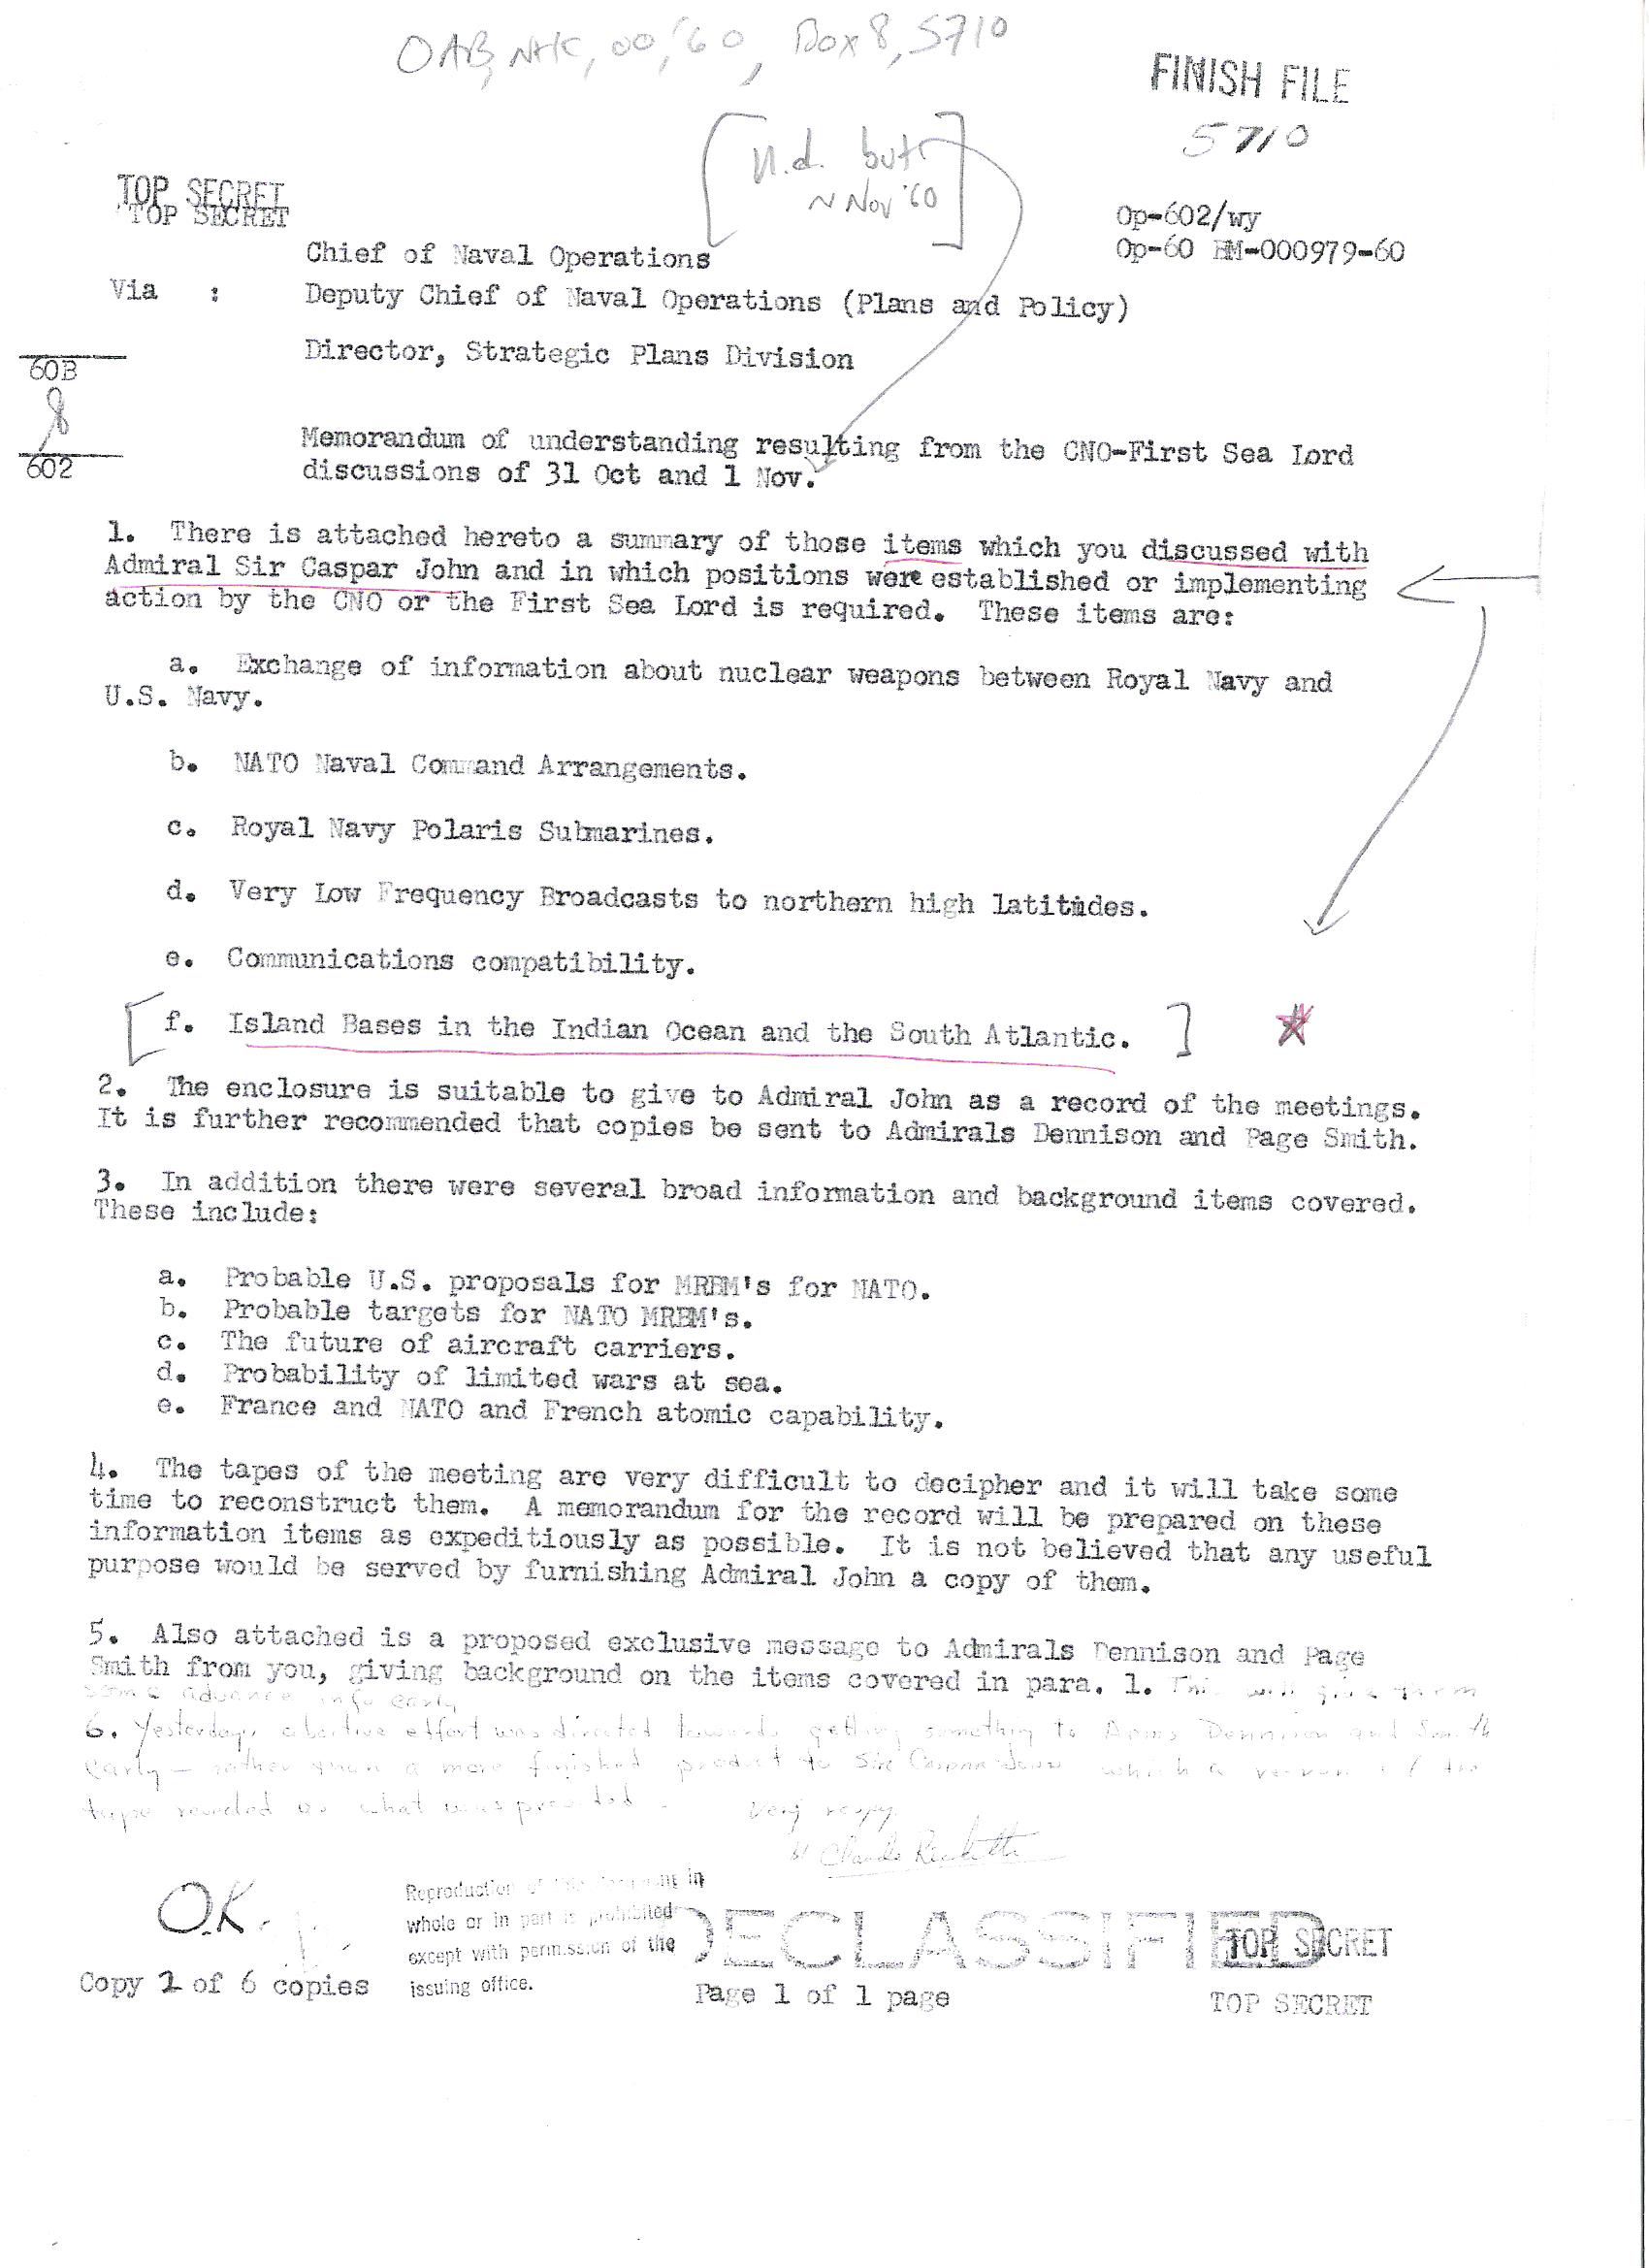 OAB, NHC, 00, '60, Box 8, 5710
FINISH FILE
5710
[n.d. but
~ Nov '60]
TOP SECRET
TOP SECRET
Op-602/wy
Op-60 BM-000979-60
Chief of Naval Operations
Via : Deputy Chief of Naval Operations (Plans and Policy)
Director, Strategic Plans Division
60B
602
Memorandum of understanding resulting from the CNO-First Sea Lord
discussions of 31 Oct and 1 Nov.
1. There is attached hereto a summary of those items which you discussed with
Admiral Sir Caspar John and in which positions were established or implementing
action by the CNO or the First Sea Lord is required. These items are:
a. Exchange of information about nuclear weapons between Royal Navy and
U.S. Navy.
b. NATO Naval Command Arrangements.
c. Royal Navy Polaris Submarines.
d. Very Low Frequency Broadcasts to northern high latitudes.
e. Communications compatibility.
[f. Island Bases in the Indian Ocean and the South Atlantic.]
2. The enclosure is suitable to give to Admiral John as a record of the meetings.
It is further recommended that copies be sent to Admirals Dennison and Page Smith.
3. In addition there were several broad information and background items covered.
These include:
a. Probable U.S. proposals for MRBM's for NATO.
b. Probable targets for NATO MRBM's.
c. The future of aircraft carriers.
d. Probability of limited wars at sea.
e. France and NATO and French atomic capability.
4. The tapes of the meeting are very difficult to decipher and it will take some
time to reconstruct them. A memorandum for the record will be prepared on these
information items as expeditiously as possible. It is not believed that any useful
purpose would be served by furnishing Admiral John a copy of them.
5. Also attached is a proposed exclusive message to Admirals Dennison and Page
Smith from you, giving background on the items covered in para. 1. This will give them
some advance info early
6. Yesterday's abortive effort was directed towards getting something to Adms Dennison and Smith
early — rather than a more finished product to Sir Caspar John which a of the
tape revealed as what was provided.
very respy
Claude Ricketts
O.K.
Reproduction of this document in
whole or in part is prohibited
except with permission of the
issuing office.
DECLASSIFIED
TOP SECRET
Copy 2 of 6 copies
Page 1 of 1 page
TOP SECRET